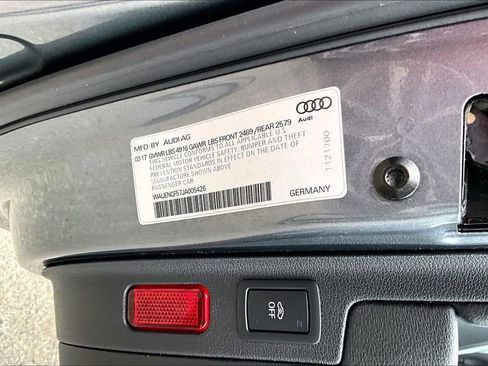 MFD. BY AUDI AG
Audi
03 17 GVWR LBS 4916 GAWR LBS FRONT 2469 / REAR 2579
THIS VEHICLE CONFORMS TO ALL APPLICABLE U S
FEDERAL MOTOR VEHICLE SAFETY, BUMPER AND THEFT
PREVENTION STANDARDS IN EFFECT ON THE DATE OF
MANUFACTURE SHOWN ABOVE
PASSENGER CAR
WAUENCF57JA005426
GERMANY
1121700
OFF